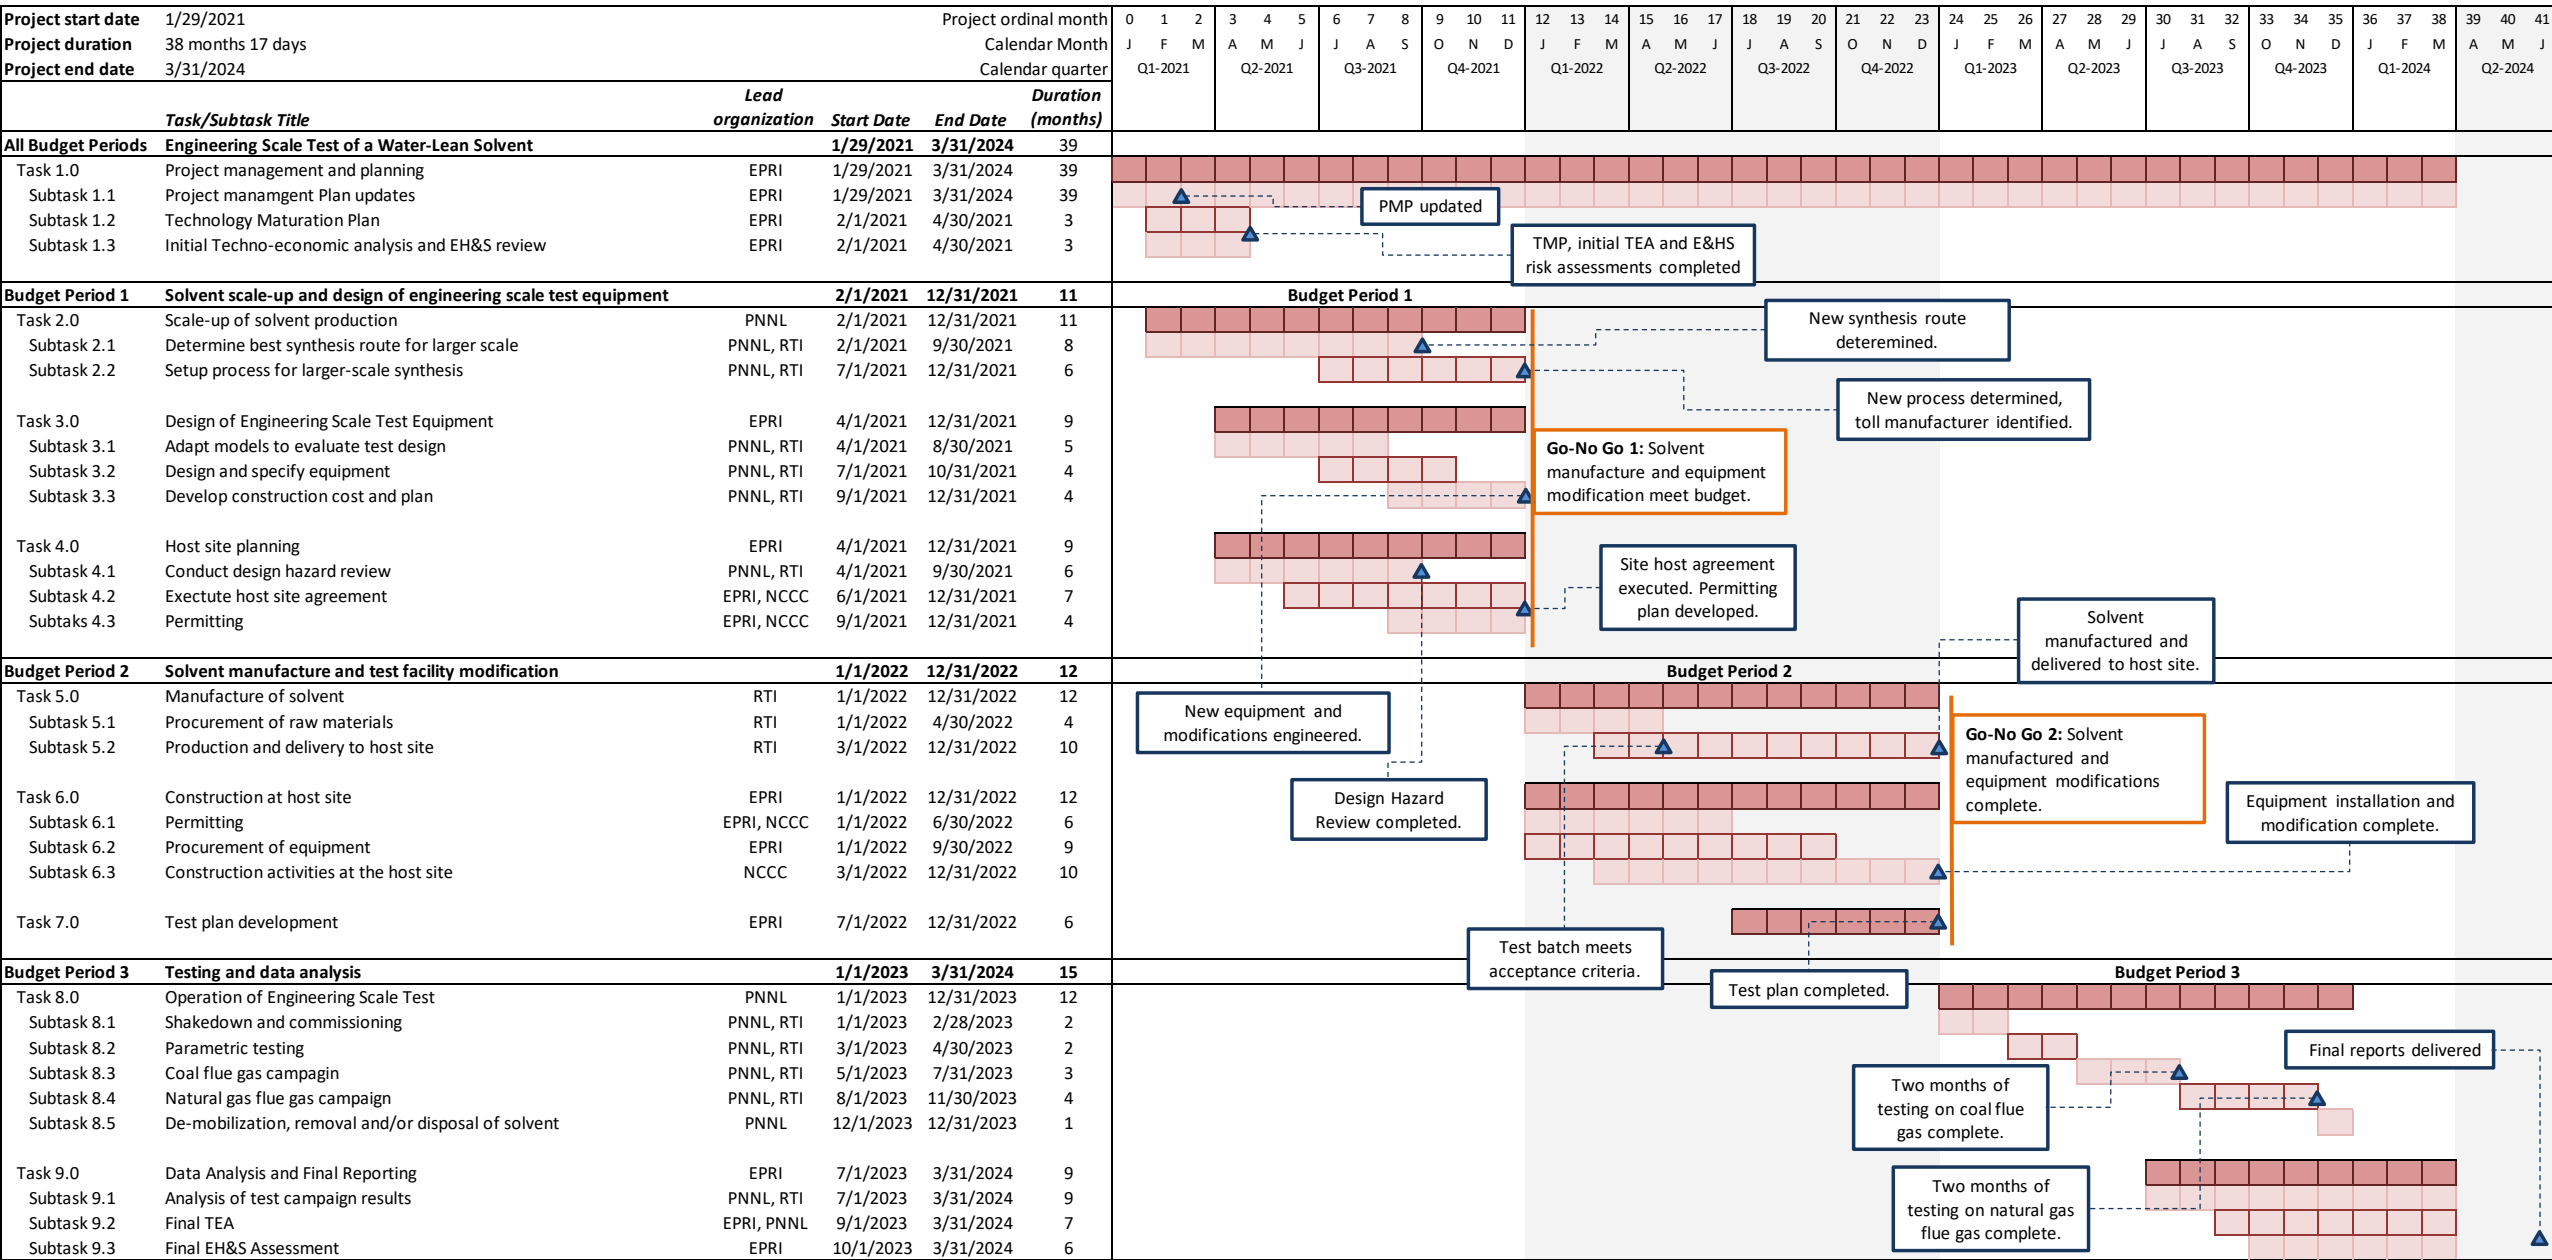 Project start date 1/29/2021 Project ordinal month 0 1 2 3 4 5 6 7 8 9 10 11 12 13 14 15 16 17 18 19 20 21 22 23 24 25 26 27 28 29 30 31 32 33 34 35 36 37 38 39 40 41
Project duration 38 months 17 days Calendar Month J F M A M J J A S O N D J F M A M J J A S O N D J F M A M J J A S O N D J F M A M J
Project end date 3/31/2024 Calendar quarter Q1-2021 Q2-2021 Q3-2021 Q4-2021 Q1-2022 Q2-2022 Q3-2022 Q4-2022 Q1-2023 Q2-2023 Q3-2023 Q4-2023 Q1-2024 Q2-2024
Lead Duration
Task/Subtask Title organization Start Date End Date (months)
All Budget Periods Engineering Scale Test of a Water-Lean Solvent 1/29/2021 3/31/2024 39
Task 1.0 Project management and planning EPRI 1/29/2021 3/31/2024 39
Subtask 1.1 Project manamgent Plan updates EPRI 1/29/2021 3/31/2024 39
PMP updated
Subtask 1.2 Technology Maturation Plan EPRI 2/1/2021 4/30/2021 3
Subtask 1.3 Initial Techno-economic analysis and EH&S review EPRI 2/1/2021 4/30/2021 3
TMP, initial TEA and E&HS
risk assessments completed
Budget Period 1 Solvent scale-up and design of engineering scale test equipment 2/1/2021 12/31/2021 11 Budget Period 1
Task 2.0 Scale-up of solvent production PNNL 2/1/2021 12/31/2021 11
New synthesis route
deteremined.
Subtask 2.1 Determine best synthesis route for larger scale PNNL, RTI 2/1/2021 9/30/2021 8
Subtask 2.2 Setup process for larger-scale synthesis PNNL, RTI 7/1/2021 12/31/2021 6
New process determined,
toll manufacturer identified.
Task 3.0 Design of Engineering Scale Test Equipment EPRI 4/1/2021 12/31/2021 9
Subtask 3.1 Adapt models to evaluate test design PNNL, RTI 4/1/2021 8/30/2021 5
Subtask 3.2 Design and specify equipment PNNL, RTI 7/1/2021 10/31/2021 4
Subtask 3.3 Develop construction cost and plan PNNL, RTI 9/1/2021 12/31/2021 4
Go-No Go 1: Solvent
manufacture and equipment
modification meet budget.
Task 4.0 Host site planning EPRI 4/1/2021 12/31/2021 9
Subtask 4.1 Conduct design hazard review PNNL, RTI 4/1/2021 9/30/2021 6
Subtask 4.2 Exectute host site agreement EPRI, NCCC 6/1/2021 12/31/2021 7
Subtaks 4.3 Permitting EPRI, NCCC 9/1/2021 12/31/2021 4
Site host agreement
executed. Permitting
plan developed.
Solvent
manufactured and
delivered to host site.
Budget Period 2 Solvent manufacture and test facility modification 1/1/2022 12/31/2022 12 Budget Period 2
Task 5.0 Manufacture of solvent RTI 1/1/2022 12/31/2022 12
Subtask 5.1 Procurement of raw materials RTI 1/1/2022 4/30/2022 4
Subtask 5.2 Production and delivery to host site RTI 3/1/2022 12/31/2022 10
New equipment and
modifications engineered.
Go-No Go 2: Solvent
manufactured and
equipment modifications
complete.
Task 6.0 Construction at host site EPRI 1/1/2022 12/31/2022 12
Subtask 6.1 Permitting EPRI, NCCC 1/1/2022 6/30/2022 6
Design Hazard
Review completed.
Equipment installation and
modification complete.
Subtask 6.2 Procurement of equipment EPRI 1/1/2022 9/30/2022 9
Subtask 6.3 Construction activities at the host site NCCC 3/1/2022 12/31/2022 10
Task 7.0 Test plan development EPRI 7/1/2022 12/31/2022 6
Test batch meets
acceptance criteria.
Test plan completed.
Budget Period 3 Testing and data analysis 1/1/2023 3/31/2024 15 Budget Period 3
Task 8.0 Operation of Engineering Scale Test PNNL 1/1/2023 12/31/2023 12
Subtask 8.1 Shakedown and commissioning PNNL, RTI 1/1/2023 2/28/2023 2
Subtask 8.2 Parametric testing PNNL, RTI 3/1/2023 4/30/2023 2
Final reports delivered
Subtask 8.3 Coal flue gas campagin PNNL, RTI 5/1/2023 7/31/2023 3
Subtask 8.4 Natural gas flue gas campaign PNNL, RTI 8/1/2023 11/30/2023 4
Subtask 8.5 De-mobilization, removal and/or disposal of solvent PNNL 12/1/2023 12/31/2023 1
Two months of
testing on coal flue
gas complete.
Task 9.0 Data Analysis and Final Reporting EPRI 7/1/2023 3/31/2024 9
Subtask 9.1 Analysis of test campaign results PNNL, RTI 7/1/2023 3/31/2024 9
Subtask 9.2 Final TEA EPRI, PNNL 9/1/2023 3/31/2024 7
Subtask 9.3 Final EH&S Assessment EPRI 10/1/2023 3/31/2024 6
Two months of
testing on natural gas
flue gas complete.